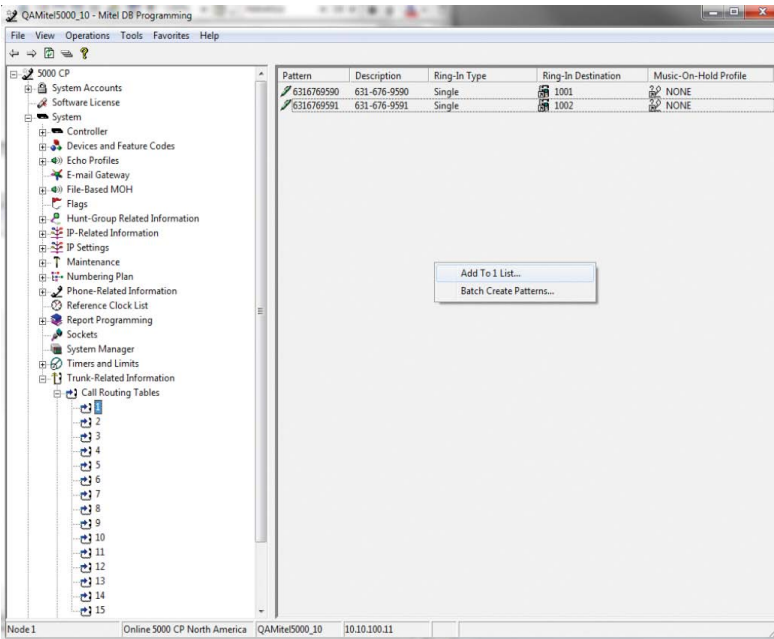 QAMitel5000_10 - Mitel DB Programming
File View Operations Tools Favorites Help
5000 CP
System Accounts
Software License
System
Controller
Devices and Feature Codes
Echo Profiles
E-mail Gateway
File-Based MOH
Flags
Hunt-Group Related Information
IP-Related Information
IP Settings
Maintenance
Numbering Plan
Phone-Related Information
Reference Clock List
Report Programming
Sockets
System Manager
Timers and Limits
Trunk-Related Information
Call Routing Tables
1
2
3
4
5
6
7
8
9
10
11
12
13
14
15
Pattern Description Ring-In Type Ring-In Destination Music-On-Hold Profile
6316769590 631-676-9590 Single 1001 NONE
6316769591 631-676-9591 Single 1002 NONE
Add To 1 List...
Batch Create Patterns...
Node 1 Online 5000 CP North America QAMitel5000_10 10.10.100.11